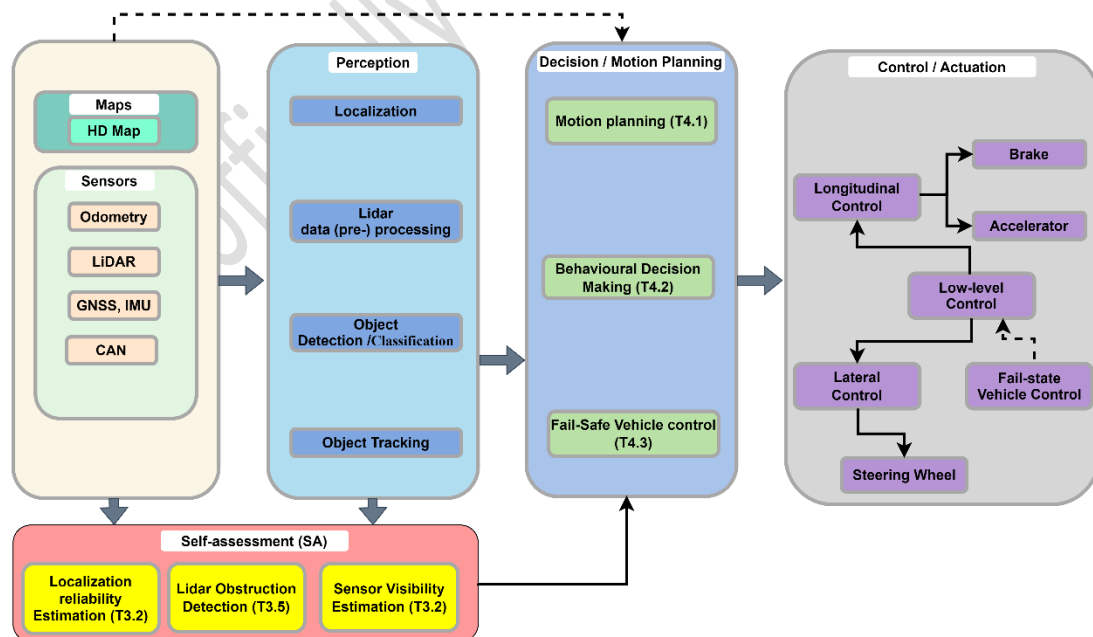 Maps
HD Map
Sensors
Odometry
LiDAR
GNSS, IMU
CAN
Perception
Localization
Lidar
data (pre-) processing
Object
Detection /Classification
Object Tracking
Decision / Motion Planning
Motion planning (T4.1)
Behavioural Decision
Making (T4.2)
Fail-Safe Vehicle control
(T4.3)
Control / Actuation
Brake
Longitudinal
Control
Accelerator
Low-level
Control
Lateral
Control
Fail-state
Vehicle Control
Steering Wheel
Self-assessment (SA)
Localization
reliability
Estimation (T3.2)
Lidar Obstruction
Detection (T3.5)
Sensor Visibility
Estimation (T3.2)